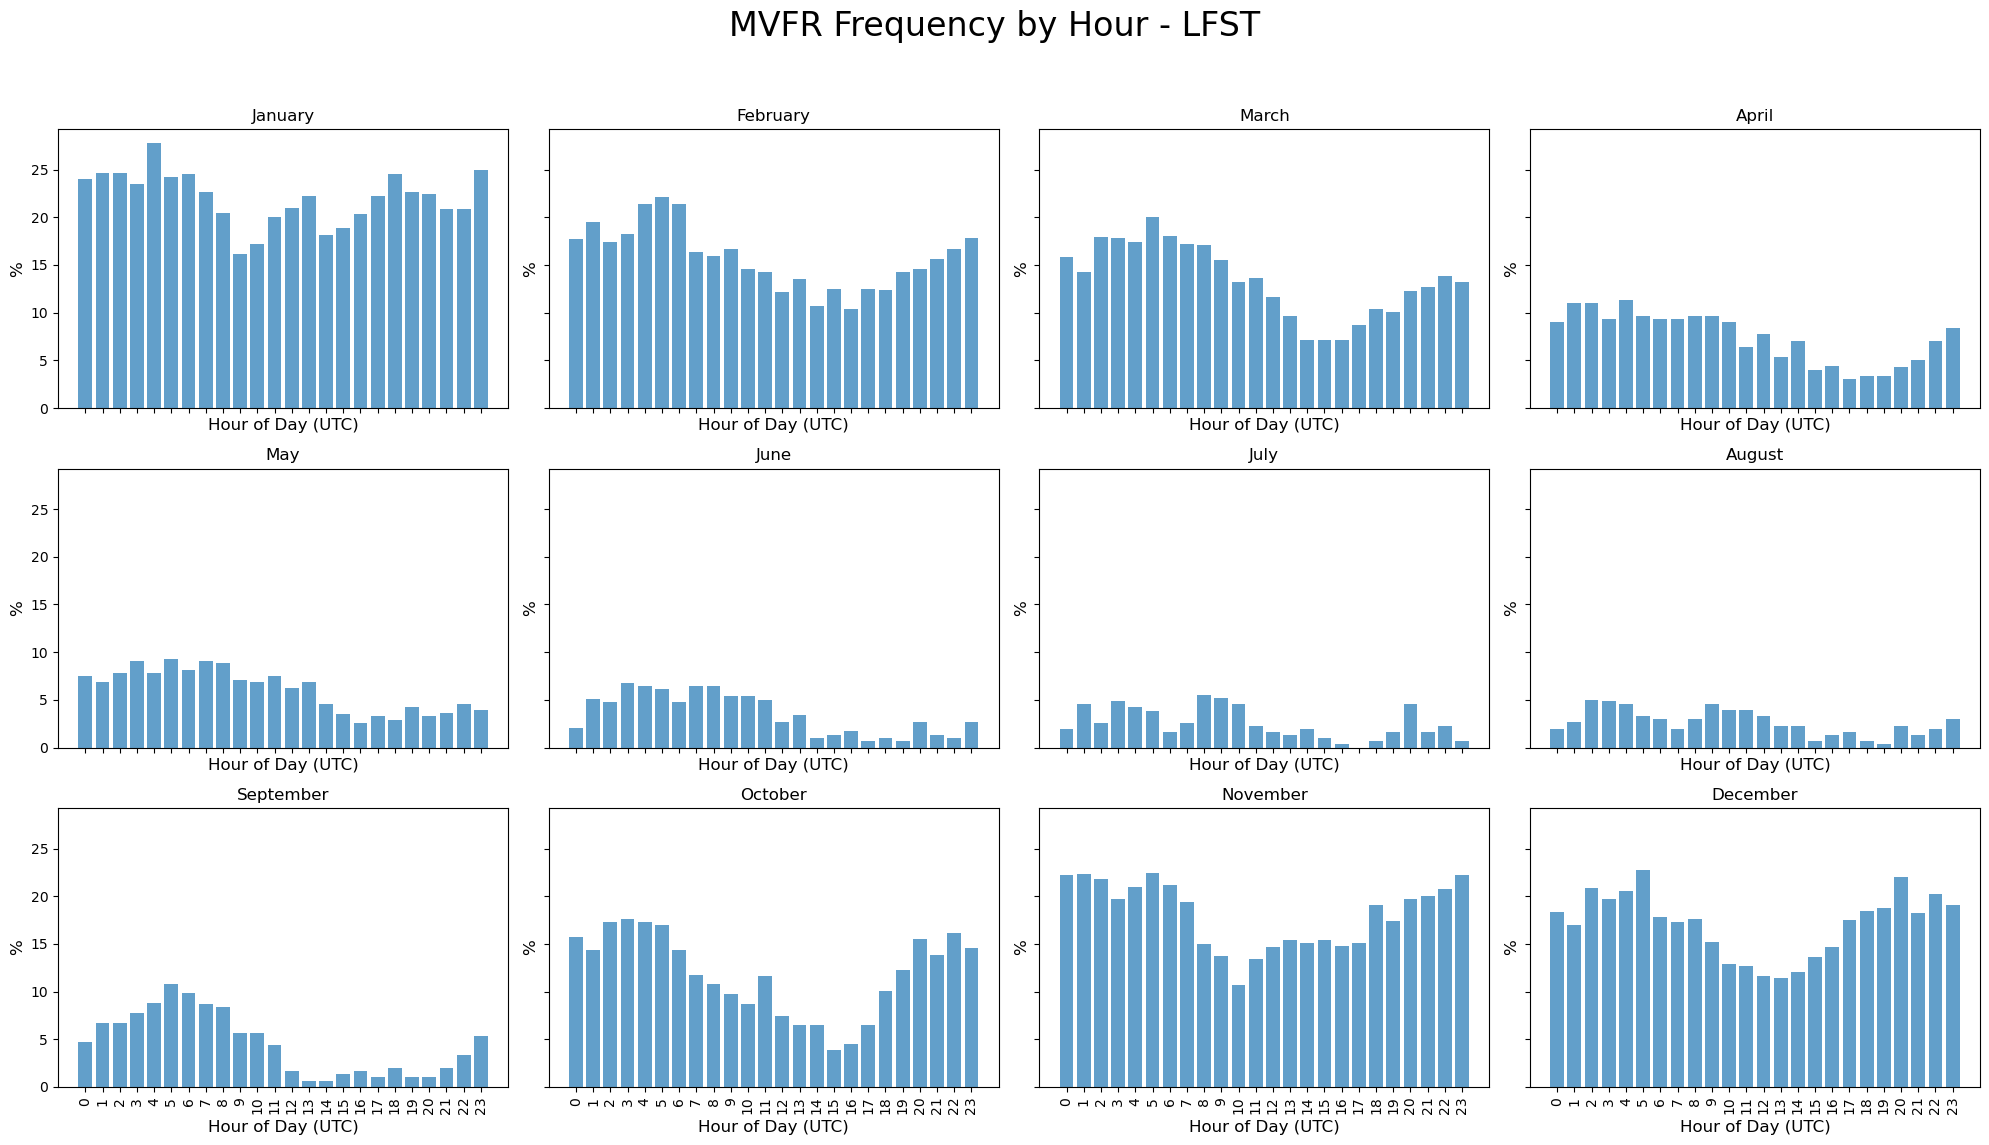 MVFR Frequency by Hour - LFST
January February March April
25
20
15
10
5
0
% % % %
Hour of Day (UTC) Hour of Day (UTC) Hour of Day (UTC) Hour of Day (UTC)
May June July August
25
20
15
10
5
0
% % % %
Hour of Day (UTC) Hour of Day (UTC) Hour of Day (UTC) Hour of Day (UTC)
September October November December
25
20
15
10
5
0
% % % %
0 1 2 3 4 5 6 7 8 9 10 11 12 13 14 15 16 17 18 19 20 21 22 23 0 1 2 3 4 5 6 7 8 9 10 11 12 13 14 15 16 17 18 19 20 21 22 23 0 1 2 3 4 5 6 7 8 9 10 11 12 13 14 15 16 17 18 19 20 21 22 23 0 1 2 3 4 5 6 7 8 9 10 11 12 13 14 15 16 17 18 19 20 21 22 23
Hour of Day (UTC) Hour of Day (UTC) Hour of Day (UTC) Hour of Day (UTC)